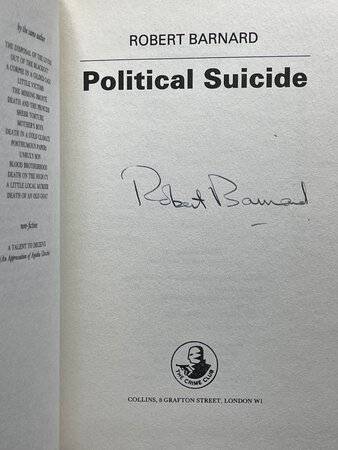 by the same author
THE DISPOSAL OF THE LIVING
OUT OF THE BLACKOUT
A CORPSE IN A GILDED CAGE
LITTLE VICTIMS
THE MISSING BRONTË
DEATH AND THE PRINCESS
SHEER TORTURE
MOTHER'S BOYS
DEATH IN A COLD CLIMATE
POSTHUMOUS PAPERS
UNRULY SON
BLOOD BROTHERHOOD
DEATH ON THE HIGH C'S
A LITTLE LOCAL MURDER
DEATH OF AN OLD GOAT
non-fiction
A TALENT TO DECEIVE
(An Appreciation of Agatha Christie)
ROBERT BARNARD
Political Suicide
Robert Barnard
THE CRIME CLUB
COLLINS, 8 GRAFTON STREET, LONDON W1